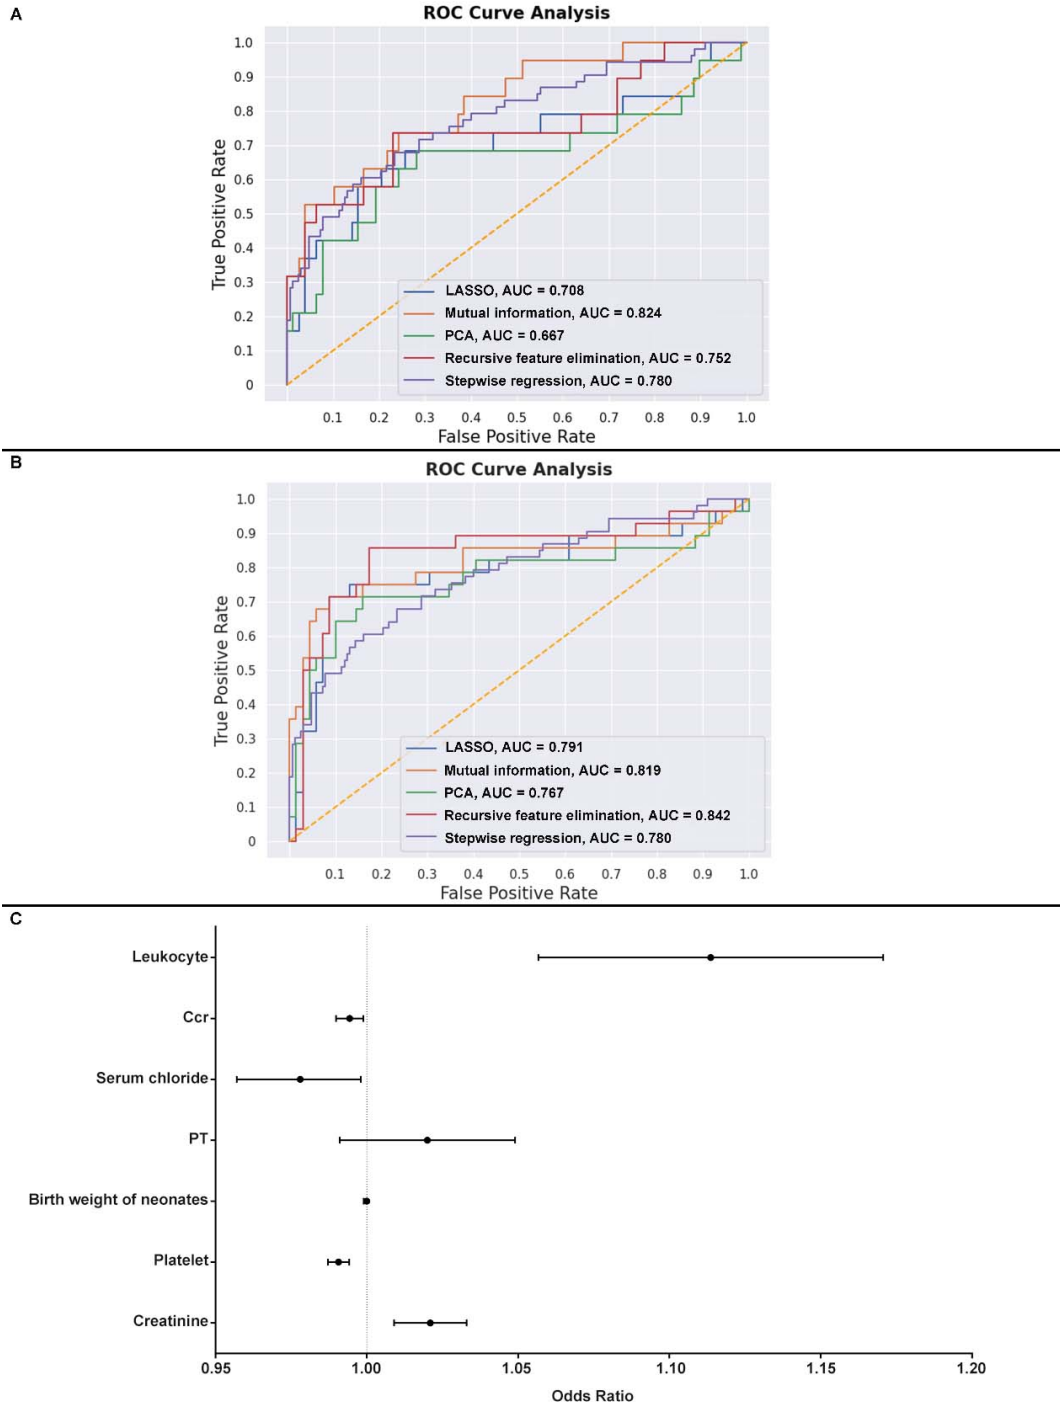 A
ROC Curve Analysis
True Positive Rate
1.0
0.9
0.8
0.7
0.6
0.5
0.4
0.3
0.2
0.1
0
LASSO, AUC = 0.708
Mutual information, AUC = 0.824
PCA, AUC = 0.667
Recursive feature elimination, AUC = 0.752
Stepwise regression, AUC = 0.780
0.1 0.2 0.3 0.4 0.5 0.6 0.7 0.8 0.9 1.0
False Positive Rate
B
ROC Curve Analysis
True Positive Rate
1.0
0.9
0.8
0.7
0.6
0.5
0.4
0.3
0.2
0.1
0
LASSO, AUC = 0.791
Mutual information, AUC = 0.819
PCA, AUC = 0.767
Recursive feature elimination, AUC = 0.842
Stepwise regression, AUC = 0.780
0.1 0.2 0.3 0.4 0.5 0.6 0.7 0.8 0.9 1.0
False Positive Rate
C
Leukocyte
Ccr
Serum chloride
PT
Birth weight of neonates
Platelet
Creatinine
0.95 1.00 1.05 1.10 1.15 1.20
Odds Ratio